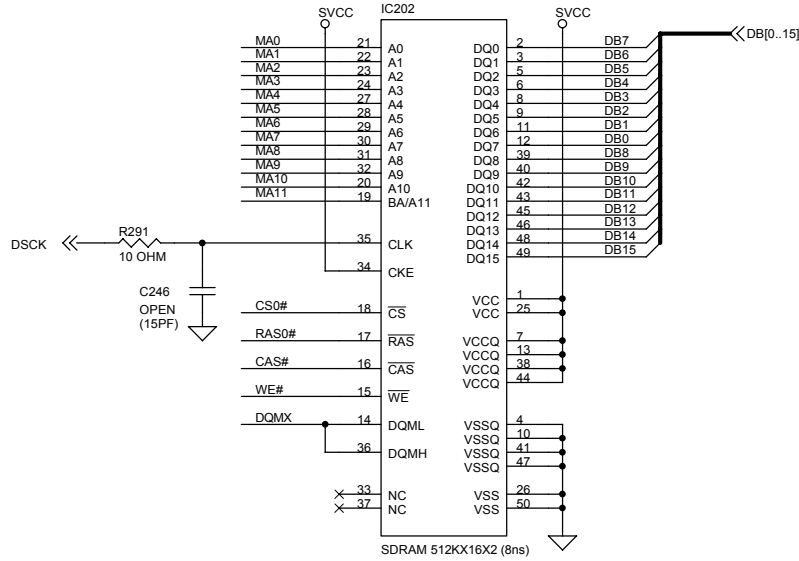 SVCC IC202 SVCC
MA0 21 A0 DQ0 2 DB7 DB[0..15]
MA1 22 A1 DQ1 3 DB6
MA2 23 A2 DQ2 5 DB5
MA3 24 A3 DQ3 6 DB4
MA4 27 A4 DQ4 8 DB3
MA5 28 A5 DQ5 9 DB2
MA6 29 A6 DQ6 11 DB1
MA7 30 A7 DQ7 12 DB0
MA8 31 A8 DQ8 39 DB8
MA9 32 A9 DQ9 40 DB9
MA10 20 A10 DQ10 42 DB10
MA11 19 BA/A11 DQ11 43 DB11
DQ12 45 DB12
DQ13 46 DB13
DQ14 48 DB14
DQ15 49 DB15
R291
DSCK 35 CLK
10 OHM
34 CKE
C246
OPEN
(15PF)
VCC 1
CS0# 18 CS VCC 25
RAS0# 17 RAS VCCQ 7
VCCQ 13
CAS# 16 CAS VCCQ 38
VCCQ 44
WE# 15 WE
DQMX 14 DQML VSSQ 4
VSSQ 10
36 DQMH VSSQ 41
VSSQ 47
33 NC VSS 26
37 NC VSS 50
SDRAM 512KX16X2 (8ns)